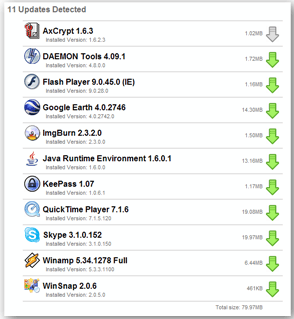 11 Updates Detected
AxCrypt 1.6.3
Installed Version: 1.6.2.3
1.02MB
DAEMON Tools 4.09.1
Installed Version: 4.8.0.0
1.72MB
Flash Player 9.0.45.0 (IE)
Installed Version: 9.0.28.0
1.16MB
Google Earth 4.0.2746
Installed Version: 4.0.2742.0
14.30MB
ImgBurn 2.3.2.0
Installed Version: 2.3.0.0
1.50MB
Java Runtime Environment 1.6.0.1
Installed Version: 1.6.0.0
13.16MB
KeePass 1.07
Installed Version: 1.0.6.1
1.17MB
QuickTime Player 7.1.6
Installed Version: 7.1.5.120
19.08MB
Skype 3.1.0.152
Installed Version: 3.1.0.150
19.97MB
Winamp 5.34.1278 Full
Installed Version: 5.3.3.1100
6.44MB
WinSnap 2.0.6
Installed Version: 2.0.5.0
461KB
Total size: 79.97MB